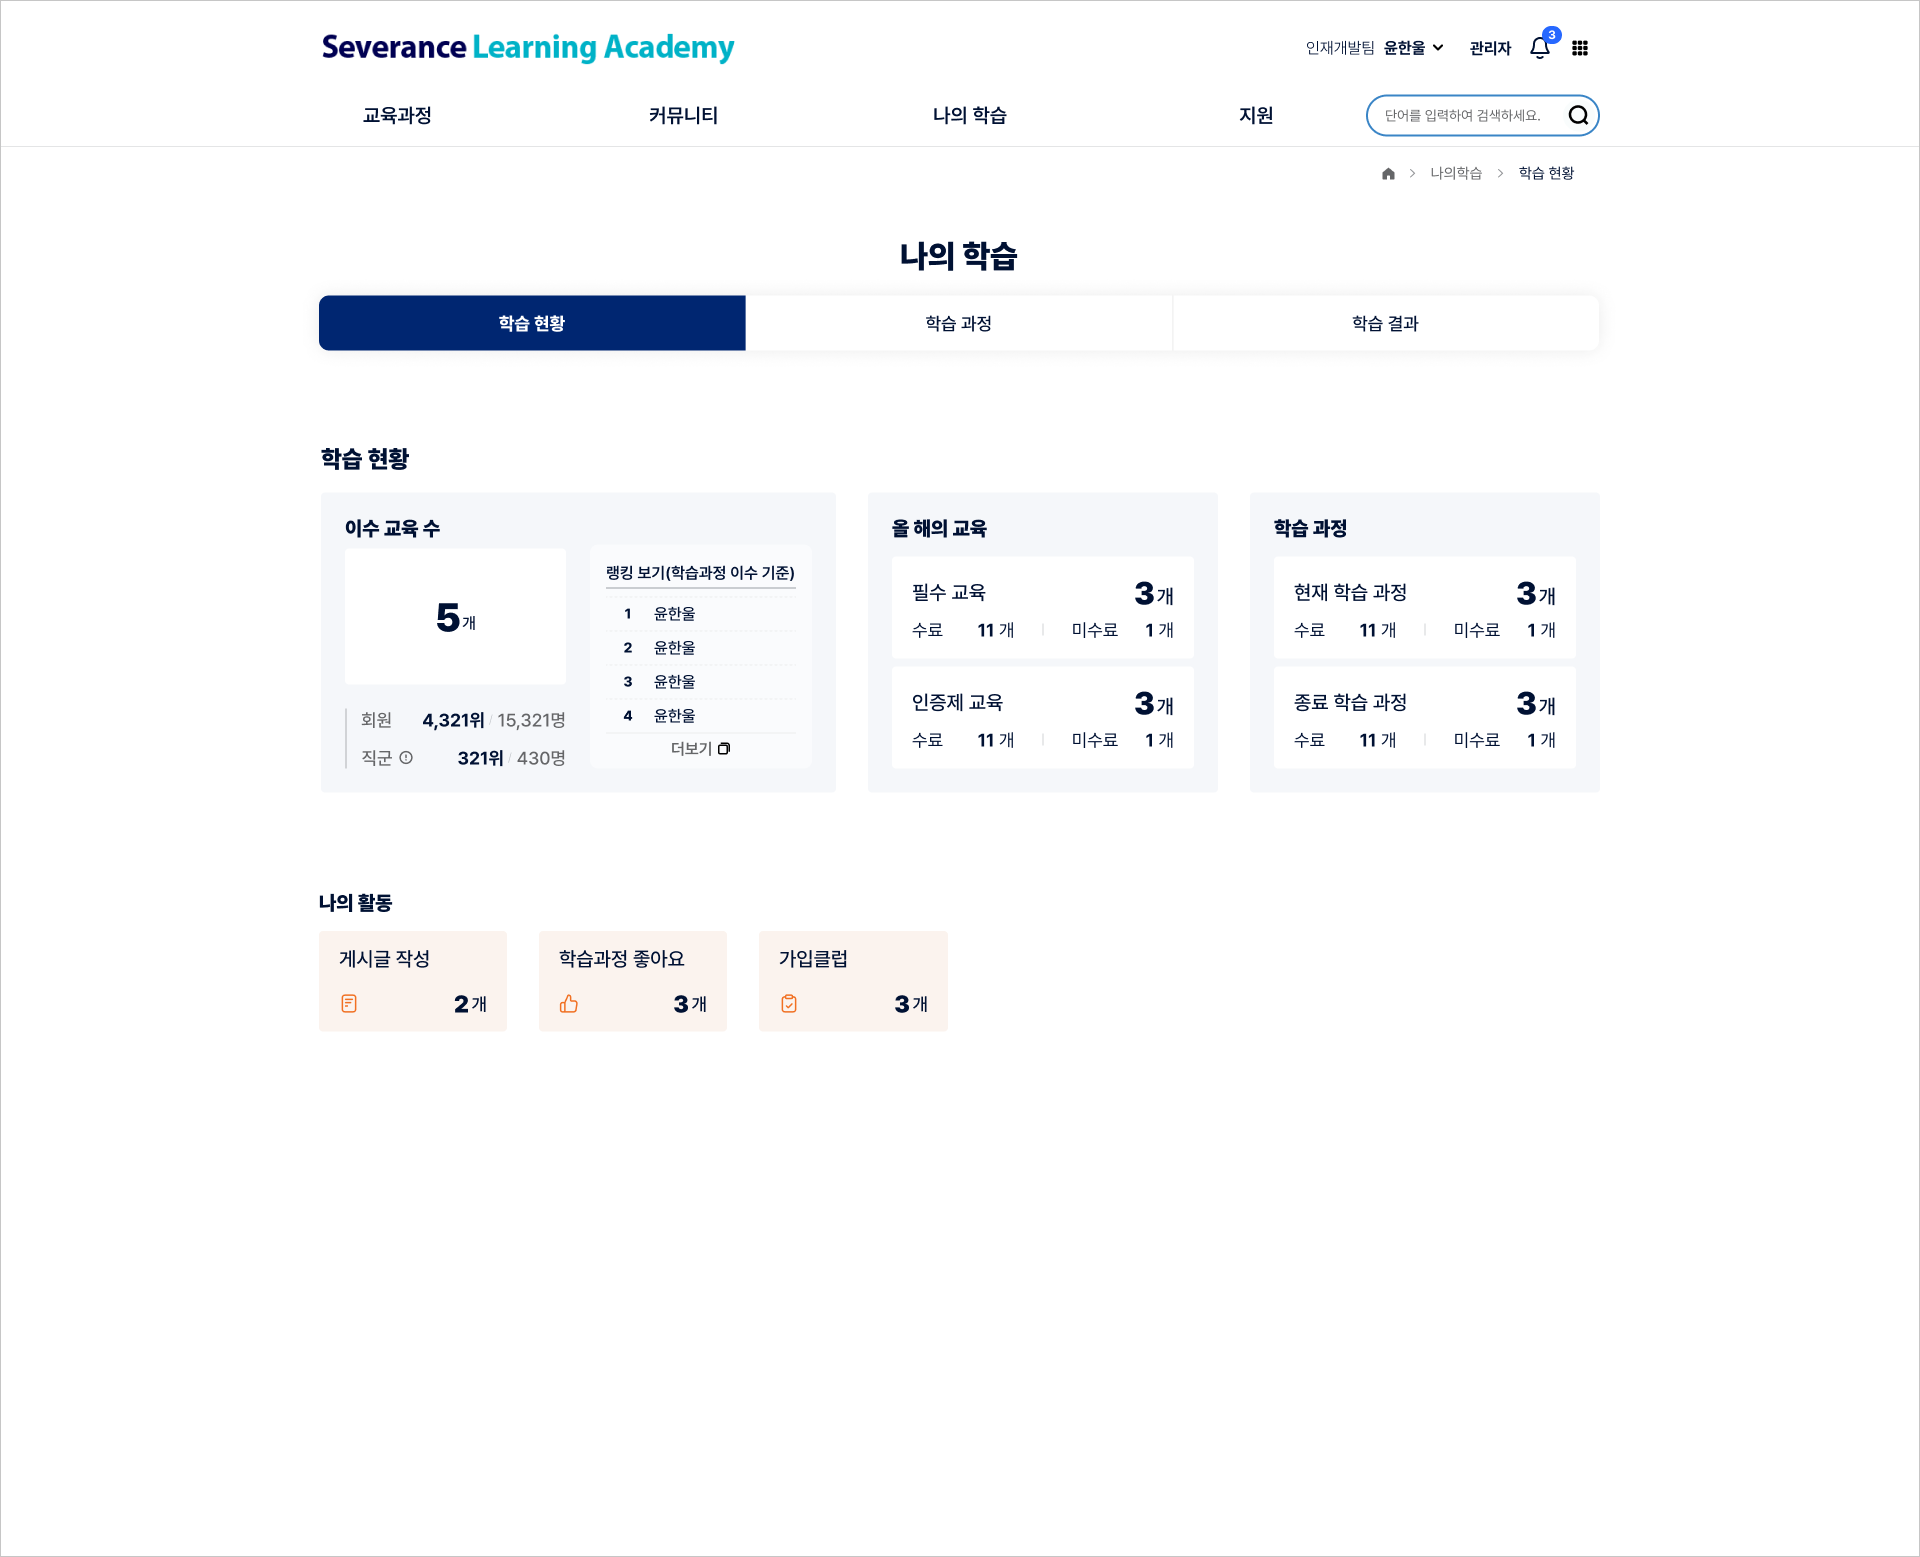 Severance Learning Academy
인재개발팀 윤한울 관리자 3
교육과정 커뮤니티 나의 학습 지원 단어를 입력하여 검색하세요.
나의학습 학습 현황
나의 학습
학습 현황 학습 과정 학습 결과
학습 현황
이수 교육 수
5개
회원 4,321위 / 15,321명
직군 321위 / 430명
랭킹 보기(학습과정 이수 기준)
1 윤한울
2 윤한울
3 윤한울
4 윤한울
더보기
올 해의 교육
필수 교육 3개
수료 11 개 미수료 1 개
인증제 교육 3개
수료 11 개 미수료 1 개
학습 과정
현재 학습 과정 3개
수료 11 개 미수료 1 개
종료 학습 과정 3개
수료 11 개 미수료 1 개
나의 활동
게시글 작성
2개
학습과정 좋아요
3개
가입클럽
3개